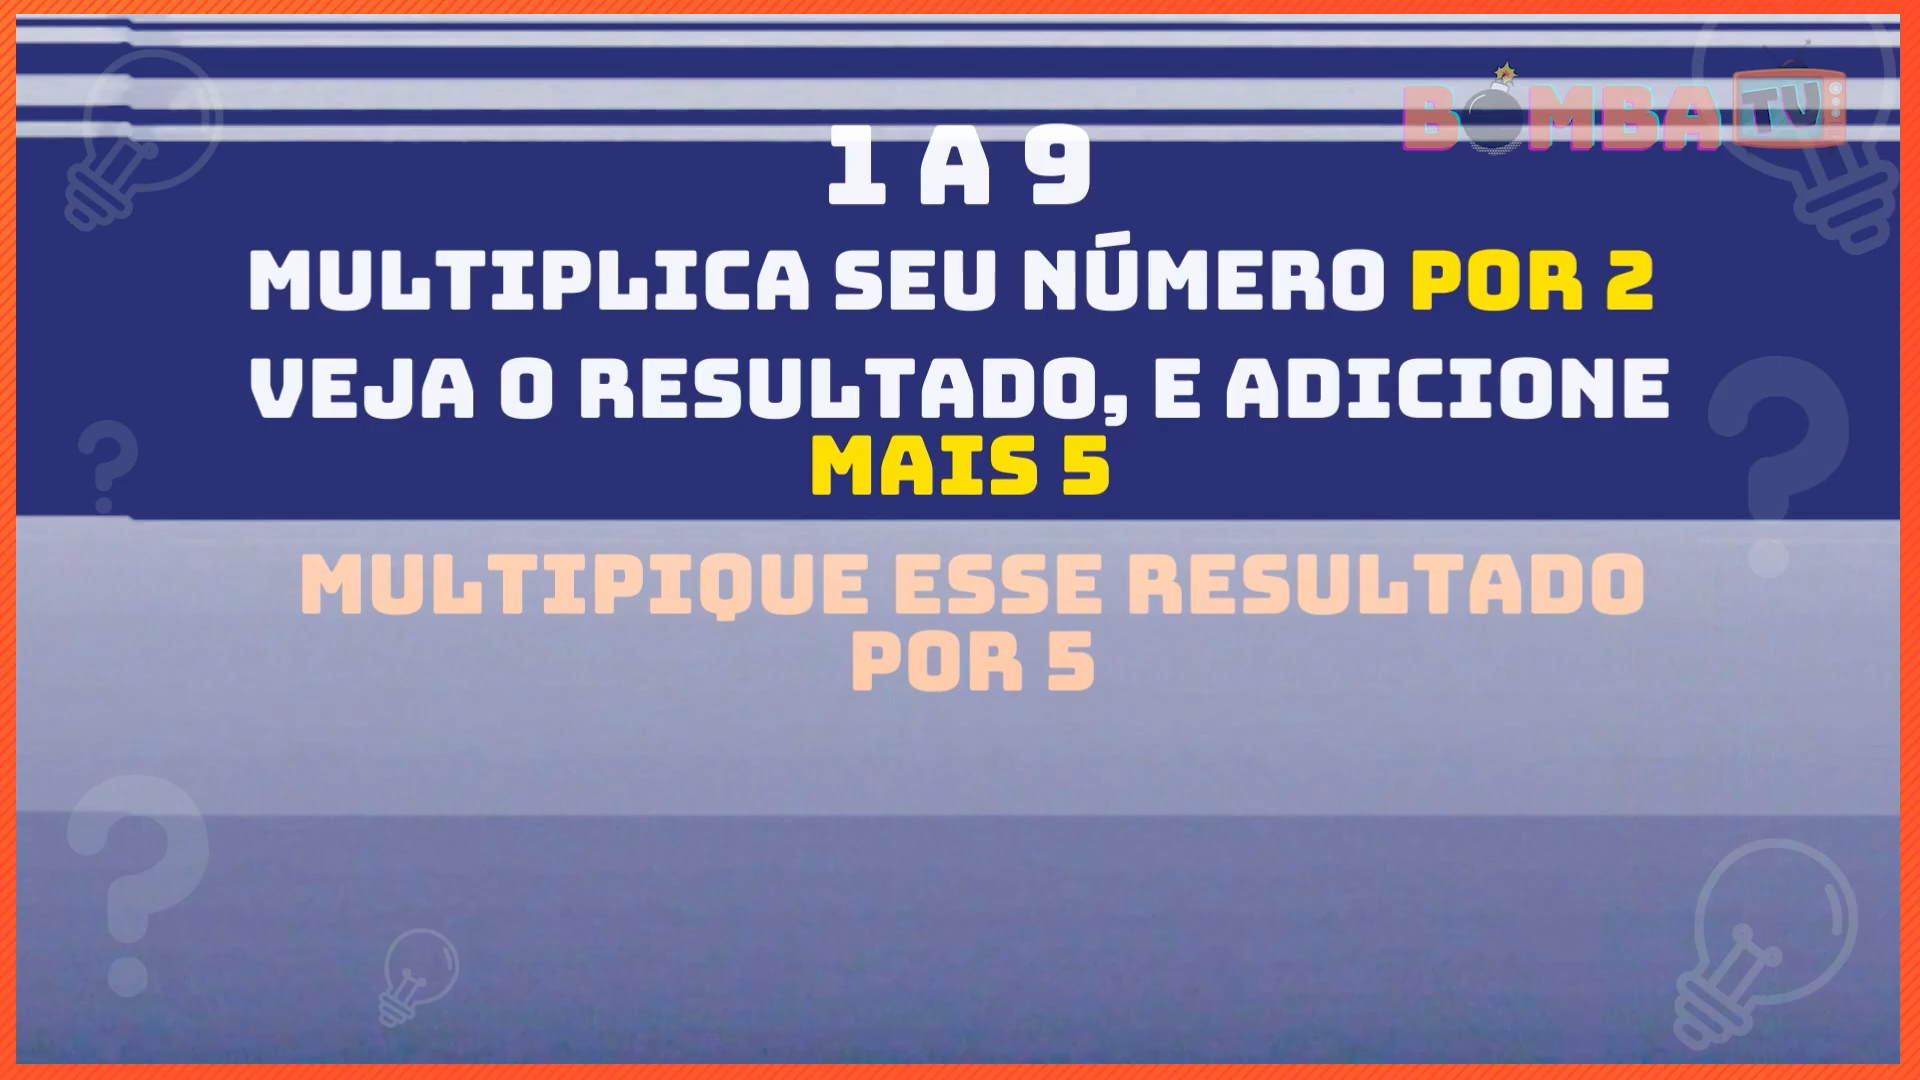 BOMBA TV
1 A 9
MULTIPLICA SEU NÚMERO POR 2
VEJA O RESULTADO, E ADICIONE
MAIS 5
MULTIPIQUE ESSE RESULTADO
POR 5